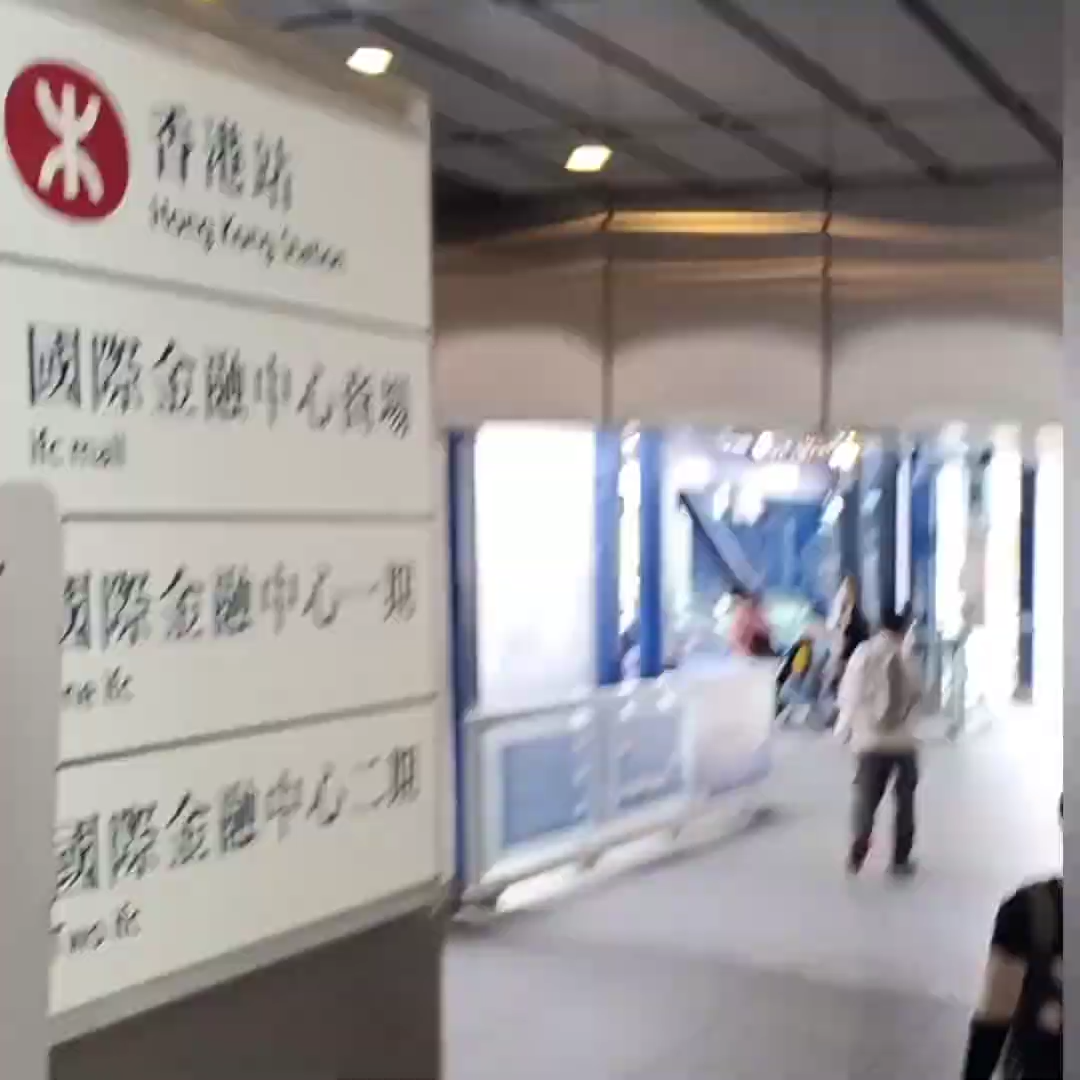 香港站
Hong Kong Station
國際金融中心商場
ifc mall
國際金融中心一期
ne ifc
國際金融中心二期
Two ifc